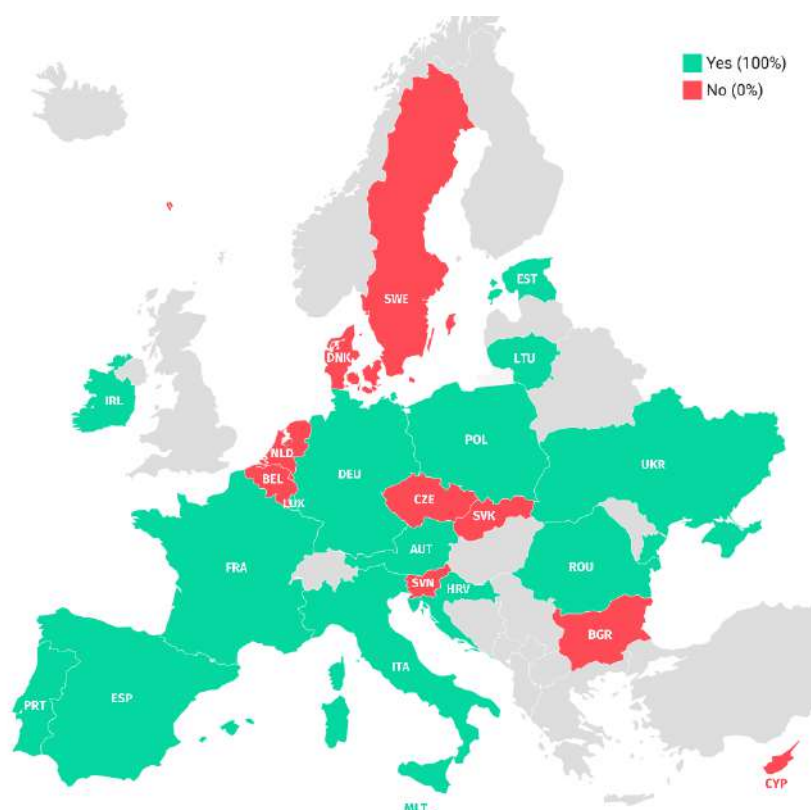 Yes (100%)
No (0%)
SWE
EST
DNK
LTU
IRL
NLD
POL
BEL
DEU
UKR
LUX
CZE
SVK
FRA
AUT
ROU
SVN
HRV
BGR
ITA
PRT
ESP
CYP
MLT